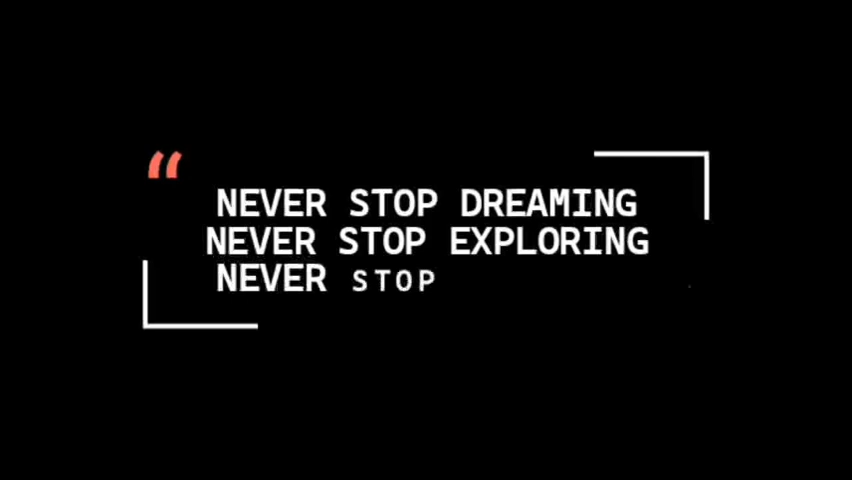 “
NEVER STOP DREAMING
NEVER STOP EXPLORING
NEVER STOP